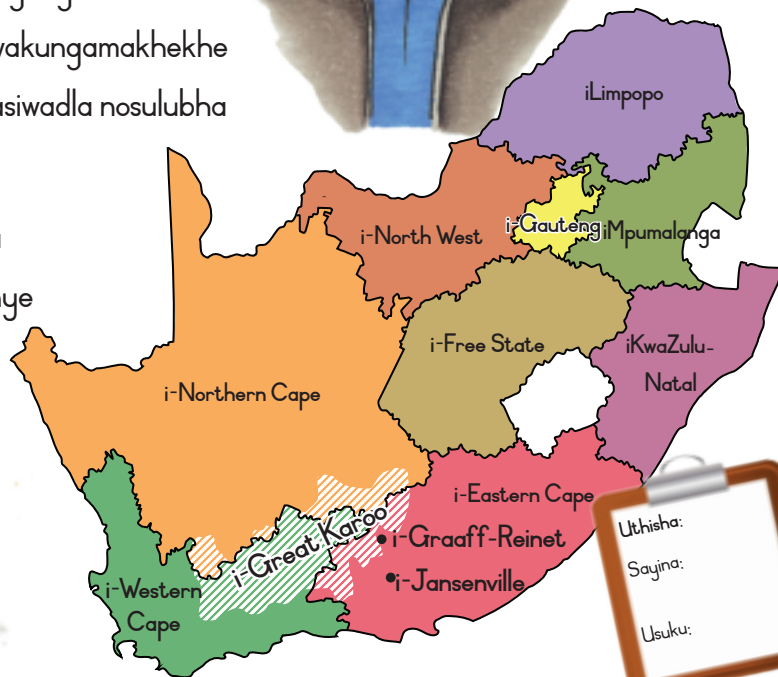 wakungamakhekhe
nosulubha
iLimpopo
i-Gauteng
iMpumalanga
i-North West
i-Free State
iKwaZulu-
Natal
i-Northern Cape
i-Eastern Cape
i-Great Karoo
i-Graaff-Reinet
i-Jansenville
i-Western
Cape
Uthisha:
Sayina:
Usuku: